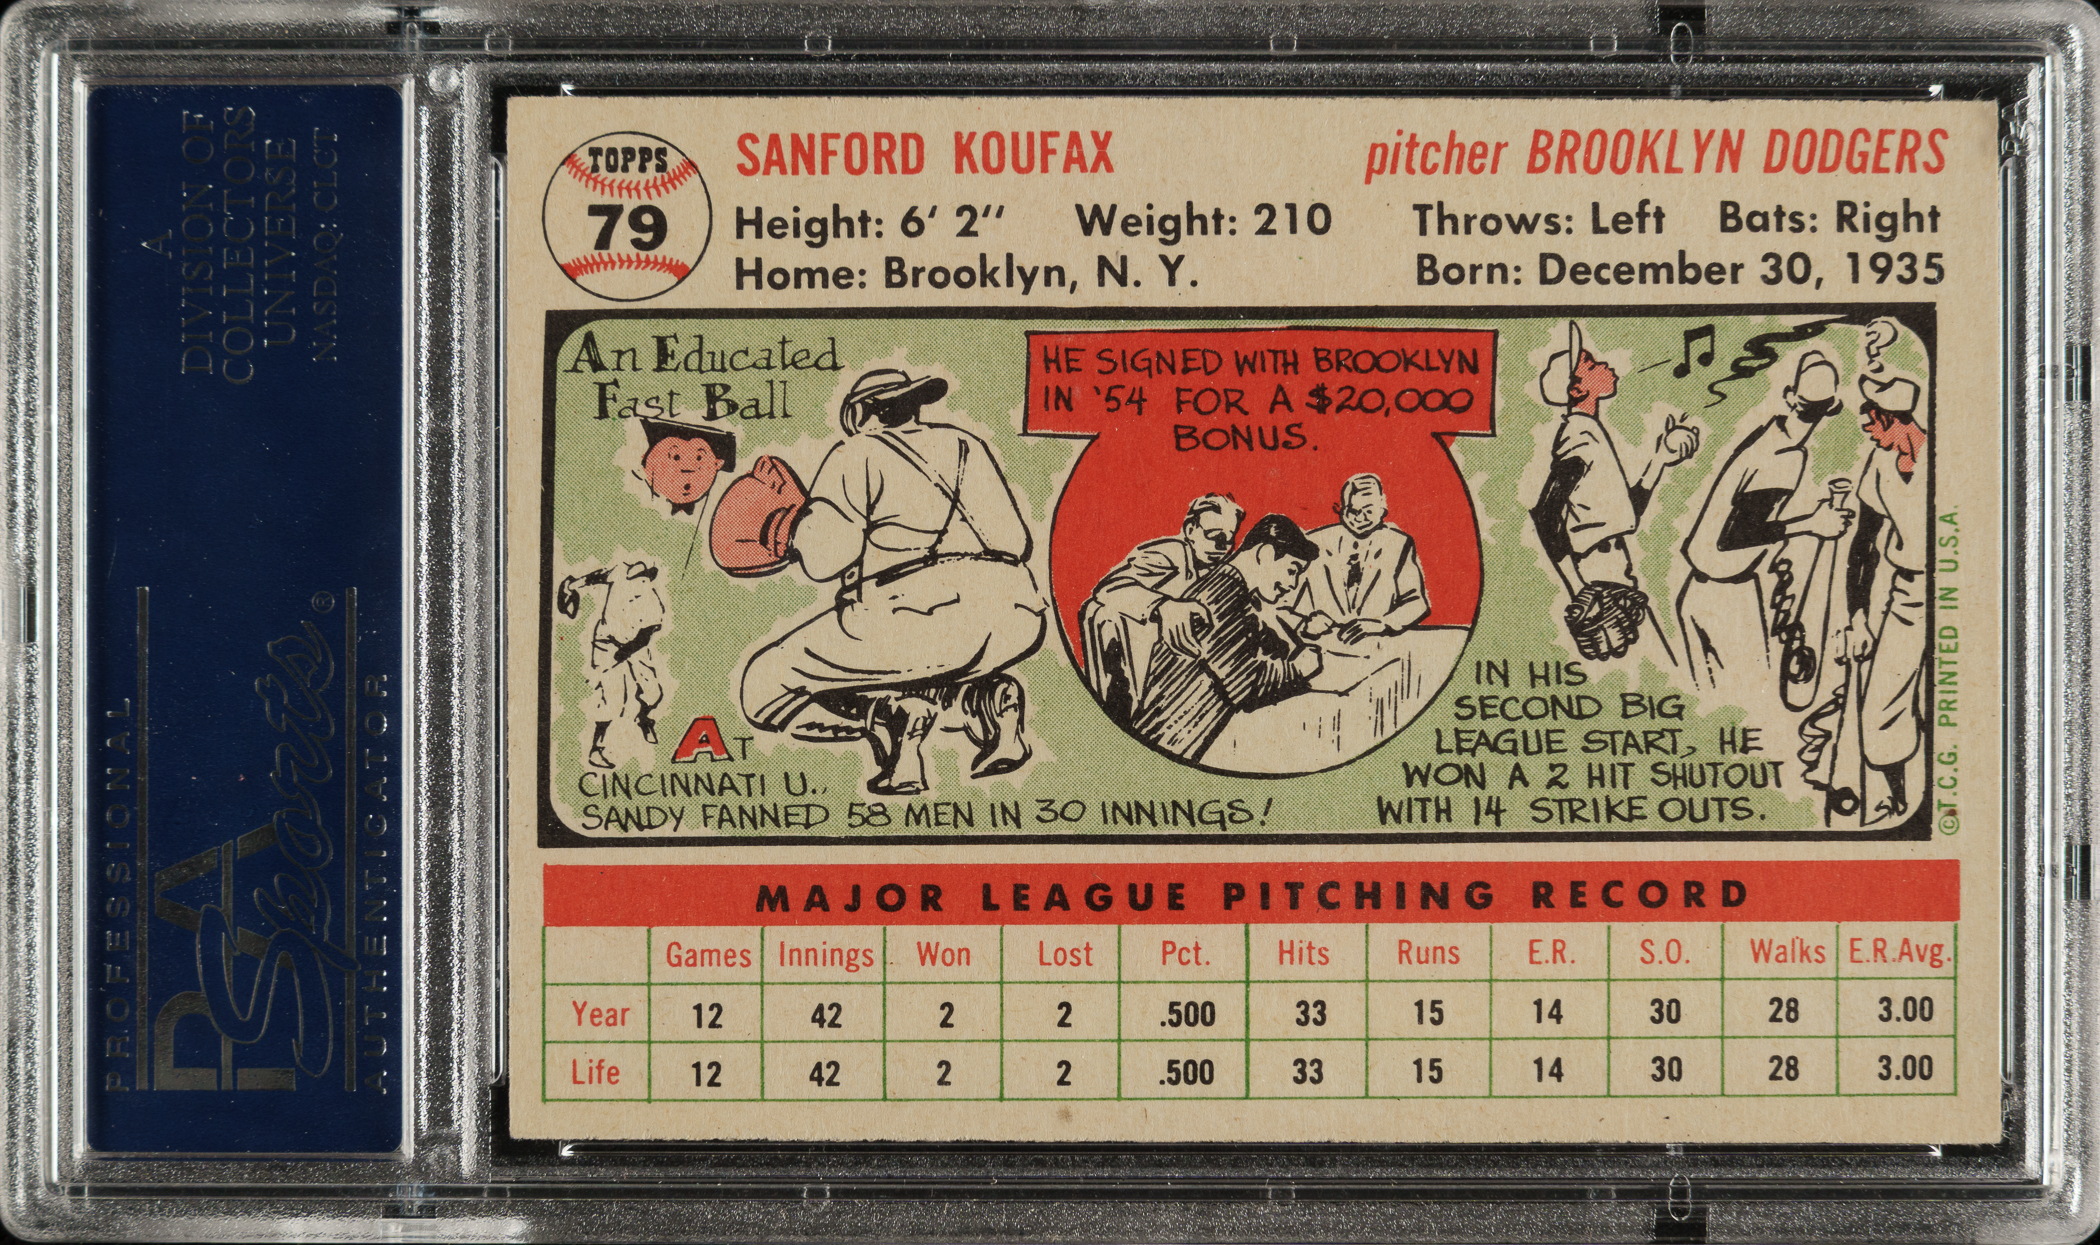 A
DIVISION OF
COLLECTORS
UNIVERSE
NASDAQ: CLCT
PROFESSIONAL
PSA
Sports®
AUTHENTICATOR
TOPPS
79
SANFORD KOUFAX
pitcher BROOKLYN DODGERS
Height: 6' 2" Weight: 210 Throws: Left Bats: Right
Home: Brooklyn, N. Y. Born: December 30, 1935
An Educated
Fast Ball
AT
CINCINNATI U.,
SANDY FANNED 58 MEN IN 30 INNINGS!
HE SIGNED WITH BROOKLYN
IN '54 FOR A $20,000
BONUS.
IN HIS
SECOND BIG
LEAGUE START, HE
WON A 2 HIT SHUTOUT
WITH 14 STRIKE OUTS.
©T.C.G. PRINTED IN U.S.A.
MAJOR LEAGUE PITCHING RECORD
Games Innings Won Lost Pct. Hits Runs E.R. S.O. Walks E.R.Avg.
Year 12 42 2 2 .500 33 15 14 30 28 3.00
Life 12 42 2 2 .500 33 15 14 30 28 3.00